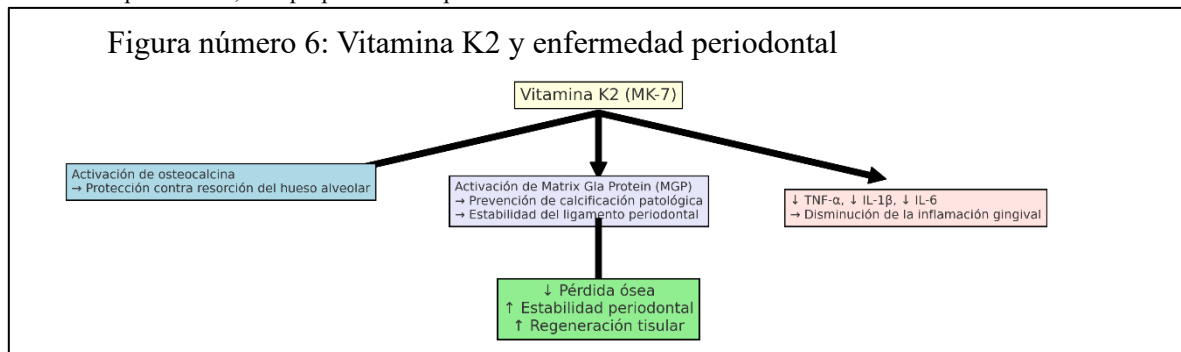 Figura número 6: Vitamina K2 y enfermedad periodontal
Vitamina K2 (MK-7)
Activación de osteocalcina
→ Protección contra resorción del hueso alveolar
Activación de Matrix Gla Protein (MGP)
→ Prevención de calcificación patológica
→ Estabilidad del ligamento periodontal
↓ TNF-α, ↓ IL-1β, ↓ IL-6
→ Disminución de la inflamación gingival
↓ Pérdida ósea
↑ Estabilidad periodontal
↑ Regeneración tisular